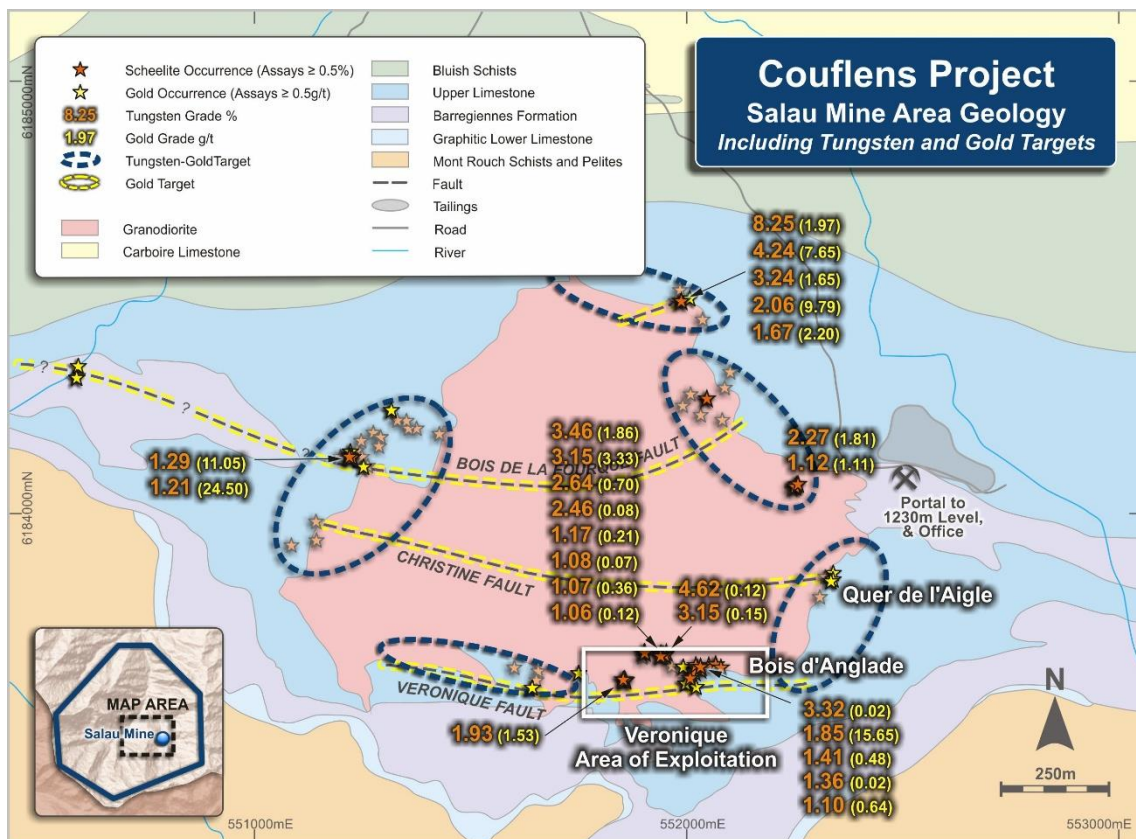 Couflens Project
Salau Mine Area Geology
Including Tungsten and Gold Targets
Scheelite Occurrence (Assays ≥ 0.5%)
Gold Occurrence (Assays ≥ 0.5g/t)
8.25 Tungsten Grade %
1.97 Gold Grade g/t
Tungsten-GoldTarget
Gold Target
Granodiorite
Carboire Limestone
Bluish Schists
Upper Limestone
Barregiennes Formation
Graphitic Lower Limestone
Mont Rouch Schists and Pelites
Fault
Tailings
Road
River
6185000mN
8.25 (1.97)
4.24 (7.65)
3.24 (1.65)
2.06 (9.79)
1.67 (2.20)
?
?
?
1.29 (11.05)
1.21 (24.50)
BOIS DE LA FOURQUE FAULT
3.46 (1.86)
3.15 (3.33)
2.64 (0.70)
2.46 (0.08)
1.17 (0.21)
1.08 (0.07)
1.07 (0.36)
1.06 (0.12)
2.27 (1.81)
1.12 (1.11)
Portal to
1230m Level,
& Office
6184000mN
CHRISTINE FAULT
4.62 (0.12)
3.15 (0.15)
Quer de l'Aigle
Bois d'Anglade
VERONIQUE FAULT
1.93 (1.53)
Veronique
Area of Exploitation
3.32 (0.02)
1.85 (15.65)
1.41 (0.48)
1.36 (0.02)
1.10 (0.64)
MAP AREA
Salau Mine
N
250m
551000mE
552000mE
553000mE